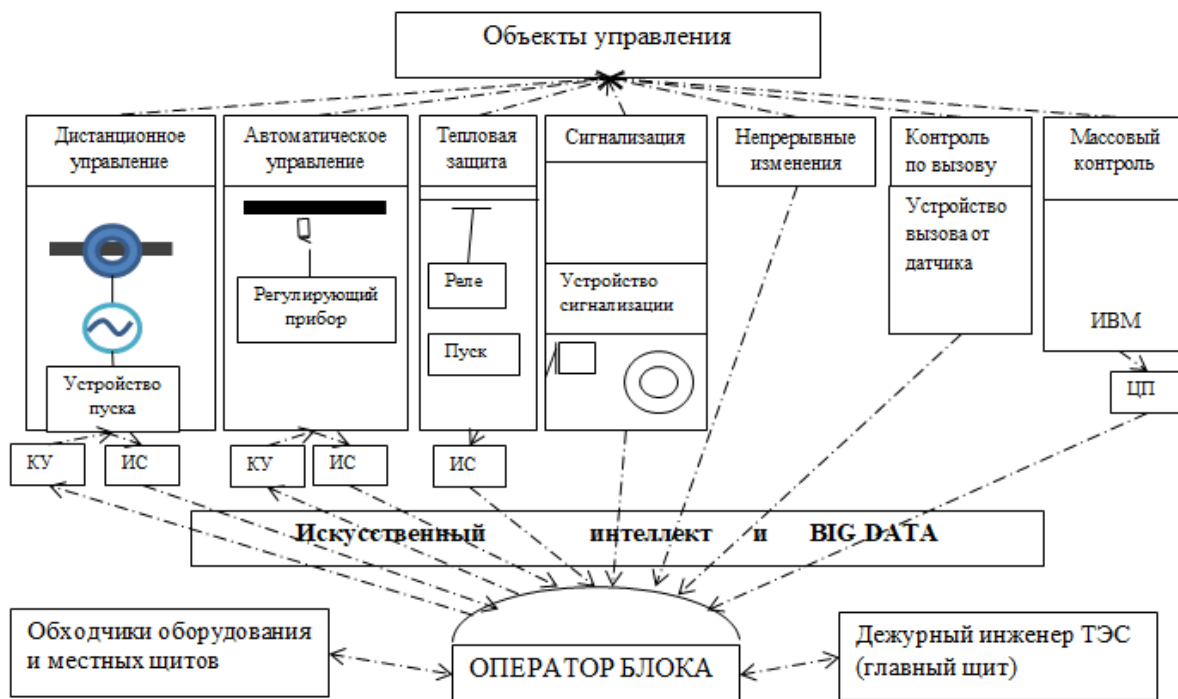 Объекты управления
Дистанционное
управление
Автоматическое
управление
Тепловая
защита
Сигнализация
Непрерывные
изменения
Контроль
по вызову
Массовый
контроль
Устройство
вызова от
датчика
Регулирующий
прибор
Реле
Устройство
сигнализации
ИВМ
Пуск
Устройство
пуска
ЦП
КУ
ИС
КУ
ИС
ИС
Искусственный интеллект и BIG DATA
Обходчики оборудования
и местных щитов
ОПЕРАТОР БЛОКА
Дежурный инженер ТЭС
(главный щит)